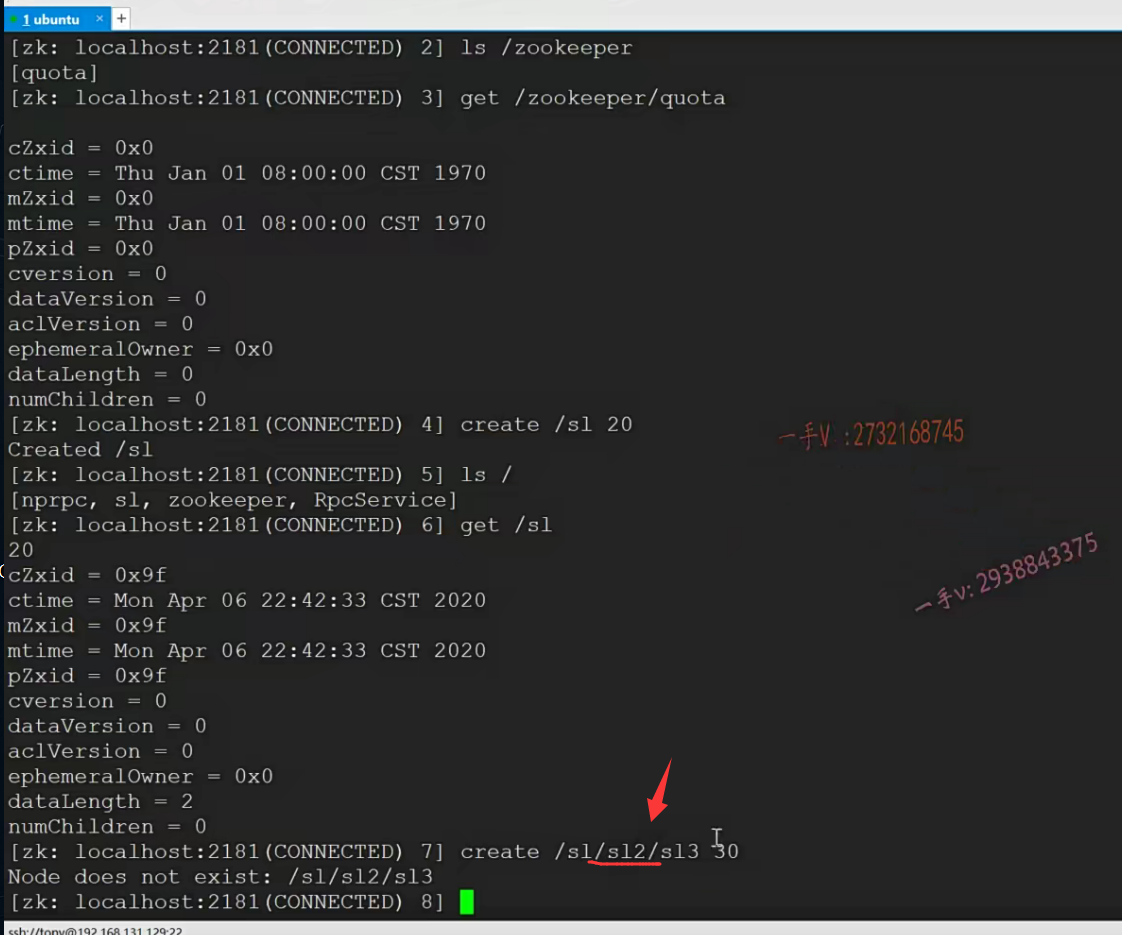 1 ubuntu × +
[zk: localhost:2181(CONNECTED) 2] ls /zookeeper
[quota]
[zk: localhost:2181(CONNECTED) 3] get /zookeeper/quota
cZxid = 0x0
ctime = Thu Jan 01 08:00:00 CST 1970
mZxid = 0x0
mtime = Thu Jan 01 08:00:00 CST 1970
pZxid = 0x0
cversion = 0
dataVersion = 0
aclVersion = 0
ephemeralOwner = 0x0
dataLength = 0
numChildren = 0
[zk: localhost:2181(CONNECTED) 4] create /sl 20
一手V :2732168745
Created /sl
[zk: localhost:2181(CONNECTED) 5] ls /
[nprpc, sl, zookeeper, RpcService]
[zk: localhost:2181(CONNECTED) 6] get /sl
20
一手v: 2938843375
cZxid = 0x9f
ctime = Mon Apr 06 22:42:33 CST 2020
mZxid = 0x9f
mtime = Mon Apr 06 22:42:33 CST 2020
pZxid = 0x9f
cversion = 0
dataVersion = 0
aclVersion = 0
ephemeralOwner = 0x0
dataLength = 2
numChildren = 0
[zk: localhost:2181(CONNECTED) 7] create /sl/sl2/sl3 30
Node does not exist: /sl/sl2/sl3
[zk: localhost:2181(CONNECTED) 8]
ssh://tony@192.168.131.129:22